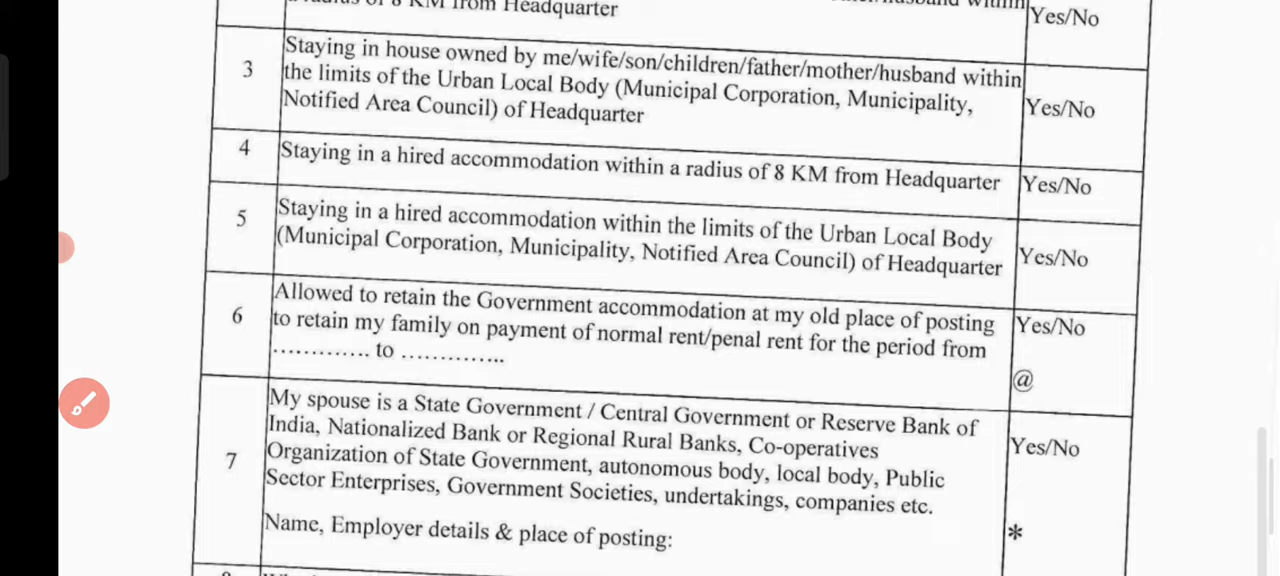 a radius of 8 KM from Headquarter
within
Yes/No
3
Staying in house owned by me/wife/son/children/father/mother/husband within
the limits of the Urban Local Body (Municipal Corporation, Municipality,
Notified Area Council) of Headquarter
Yes/No
4
Staying in a hired accommodation within a radius of 8 KM from Headquarter
Yes/No
5
Staying in a hired accommodation within the limits of the Urban Local Body
(Municipal Corporation, Municipality, Notified Area Council) of Headquarter
Yes/No
6
Allowed to retain the Government accommodation at my old place of posting
to retain my family on payment of normal rent/penal rent for the period from
…………. to …………..
Yes/No
@
7
My spouse is a State Government / Central Government or Reserve Bank of
India, Nationalized Bank or Regional Rural Banks, Co-operatives
Organization of State Government, autonomous body, local body, Public
Sector Enterprises, Government Societies, undertakings, companies etc.
Name, Employer details & place of posting:
Yes/No
*